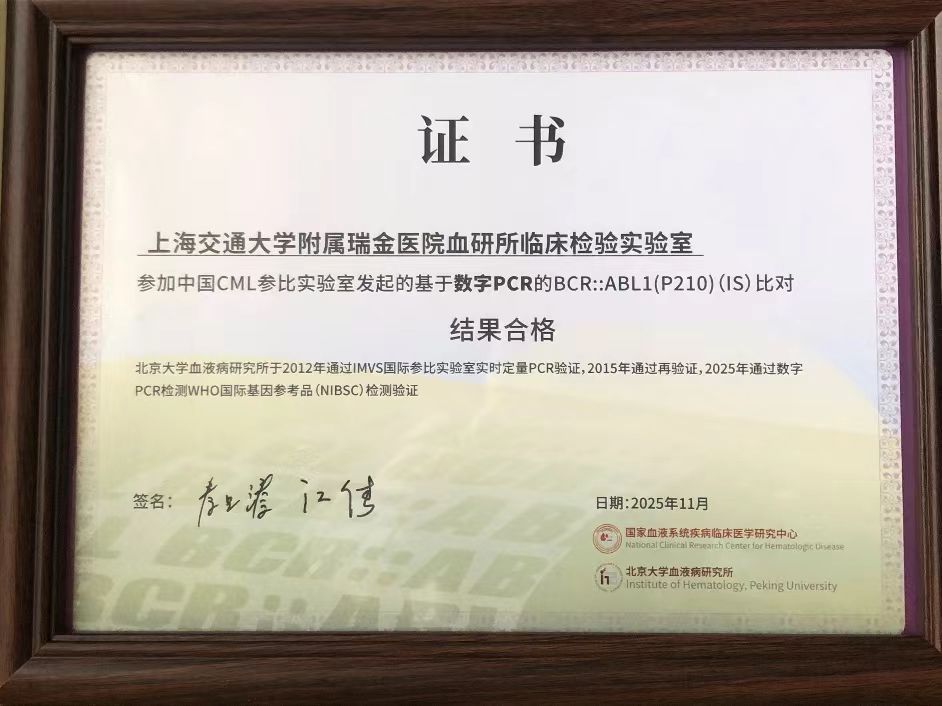 证 书
上海交通大学附属瑞金医院血研所临床检验实验室
参加中国CML参比实验室发起的基于数字PCR的BCR::ABL1(P210)(IS)比对
结果合格
北京大学血液病研究所于2012年通过IMVS国际参比实验室实时定量PCR验证,2015年通过再验证,2025年通过数字
PCR检测WHO国际基因参考品(NIBSC)检测验证
签名: 江倩
日期:2025年11月
国家血液系统疾病临床医学研究中心
National Clinical Research Center for Hematologic Disease
北京大学血液病研究所
Institute of Hematology, Peking University